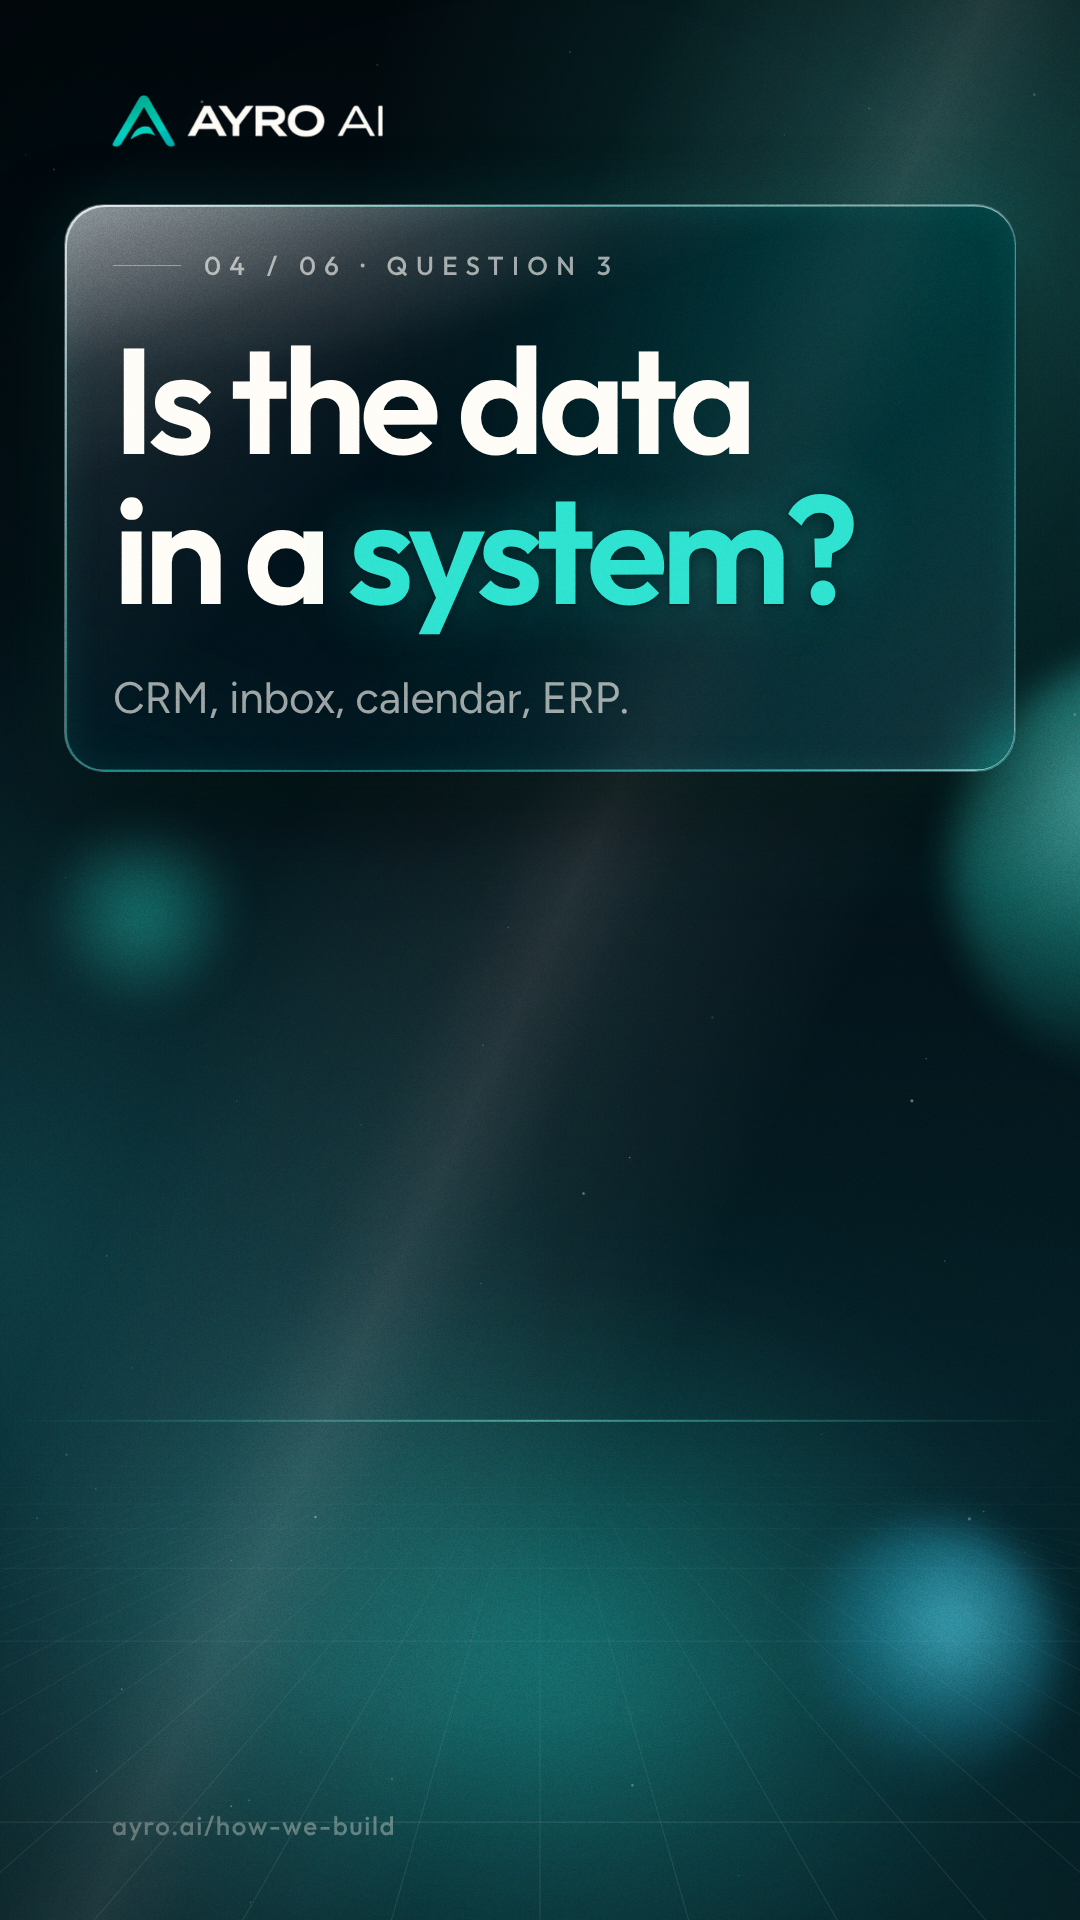 AYRO AI
04 / 06 · QUESTION 3
Is the data
in a system?
CRM, inbox, calendar, ERP.
ayro.ai/how-we-build